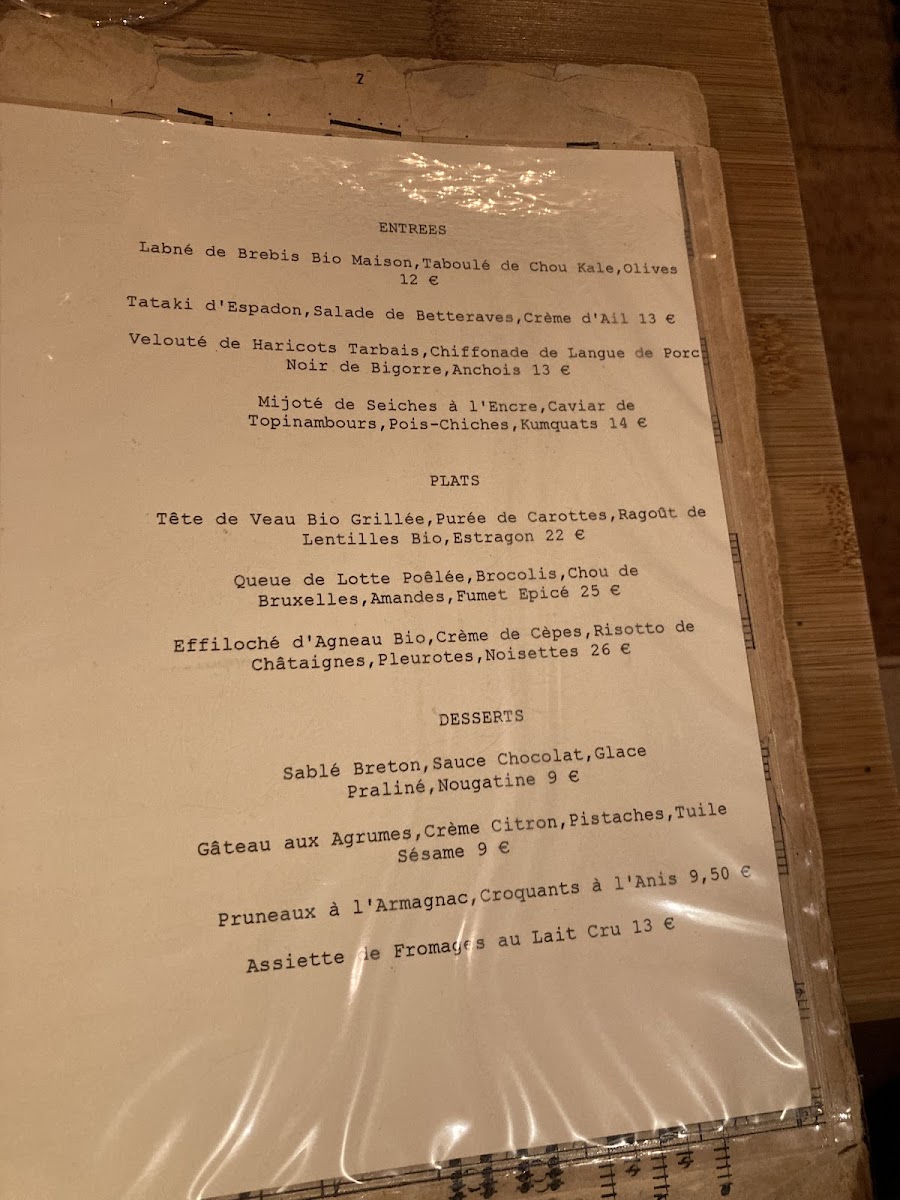 7
ENTREES
Labné de Brebis Bio Maison,Taboulé de Chou Kale,Olives
12 €
Tataki d'Espadon,Salade de Betteraves,Crème d'Ail 13 €
Velouté de Haricots Tarbais,Chiffonade de Langue de Porc
Noir de Bigorre,Anchois 13 €
Mijoté de Seiches à l'Encre,Caviar de
Topinambours,Pois-Chiches,Kumquats 14 €
PLATS
Tête de Veau Bio Grillée,Purée de Carottes,Ragoût de
Lentilles Bio,Estragon 22 €
Queue de Lotte Poêlée,Brocolis,Chou de
Bruxelles,Amandes,Fumet Epicé 25 €
Effiloché d'Agneau Bio,Crème de Cèpes,Risotto de
Châtaignes,Pleurotes,Noisettes 26 €
DESSERTS
Sablé Breton,Sauce Chocolat,Glace
Praliné,Nougatine 9 €
Gâteau aux Agrumes,Crème Citron,Pistaches,Tuile
Sésame 9 €
Pruneaux à l'Armagnac,Croquants à l'Anis 9,50 €
Assiette de Fromages au Lait Cru 13 €